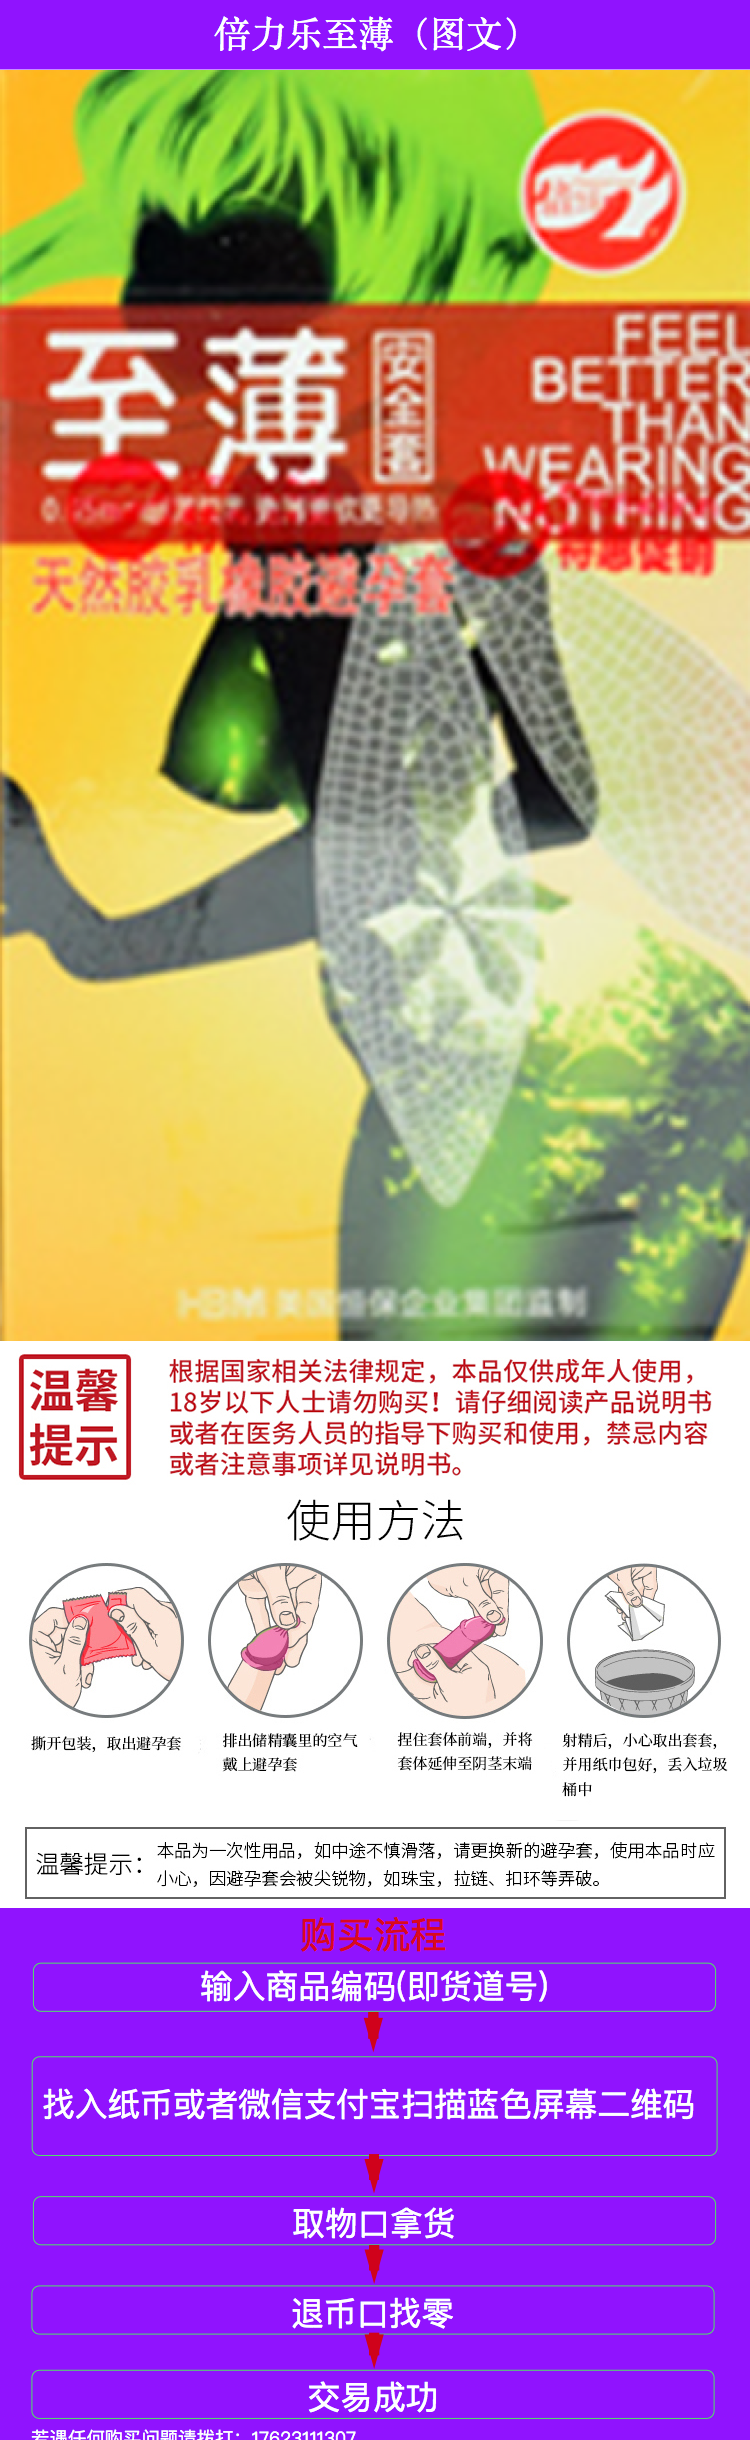 倍力乐至薄（图文）
至薄
安全套
FEEL
BETTER
THAN
WEARING
NOTHING
天然胶乳橡胶避孕套
特惠促销
HBM 美国恒保企业集团监制
温馨
提示
根据国家相关法律规定，本品仅供成年人使用，
18岁以下人士请勿购买！请仔细阅读产品说明书
或者在医务人员的指导下购买和使用，禁忌内容
或者注意事项详见说明书。
使用方法
撕开包装，取出避孕套
排出储精囊里的空气
戴上避孕套
捏住套体前端，并将
套体延伸至阴茎末端
射精后，小心取出套套，
并用纸巾包好，丢入垃圾
桶中
温馨提示：
本品为一次性用品，如中途不慎滑落，请更换新的避孕套，使用本品时应
小心，因避孕套会被尖锐物，如珠宝，拉链、扣环等弄破。
购买流程
输入商品编码(即货道号)
找入纸币或者微信支付宝扫描蓝色屏幕二维码
取物口拿货
退币口找零
交易成功
若遇任何购买问题请拨打：17623111307